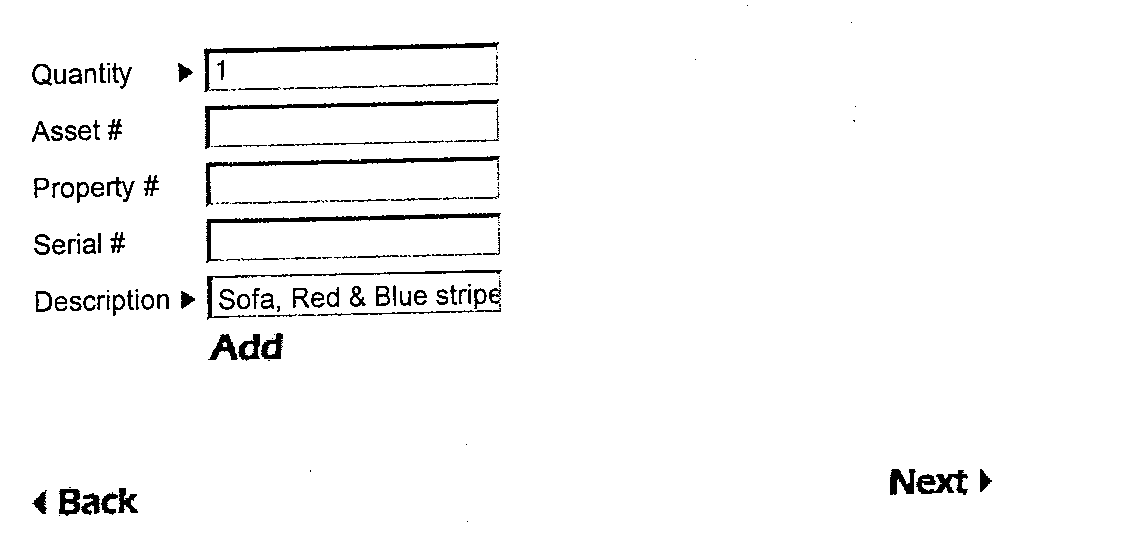 Quantity ▶ 1
Asset #
Property #
Serial #
Description ▶ Sofa, Red & Blue stripe
Add
Next ▶
◀ Back